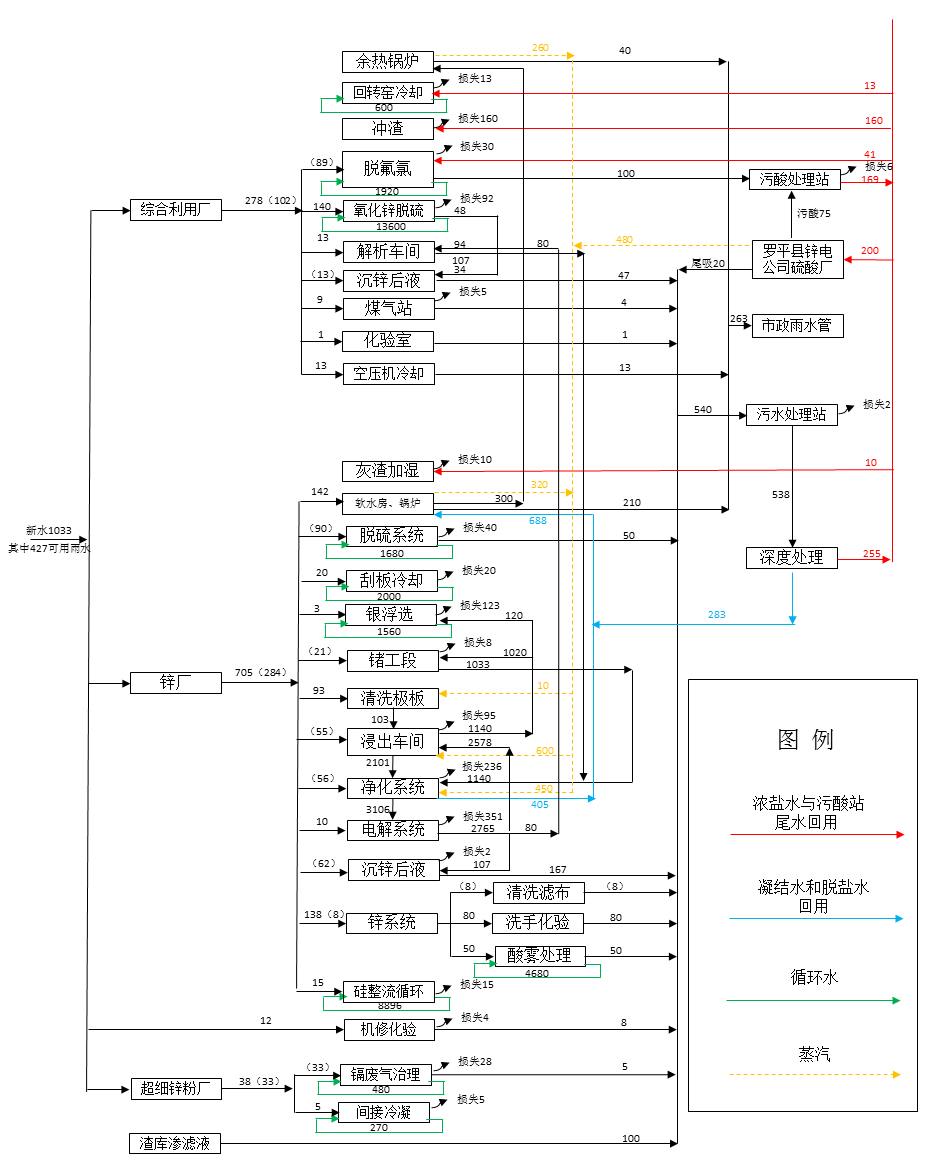 260
余热锅炉
40
损失13
回转窑冷却
13
600
损失160
冲渣
160
损失30
41
(89)
脱氟氯
100
污酸处理站
损失6
169
1920
损失92
综合利用厂
278（102）
140
氧化锌脱硫
48
污酸75
13600
13
解析车间
94
80
480
罗平县锌电
公司硫酸厂
200
107
尾吸20
(13)
沉锌后液
34
47
损失5
9
煤气站
4
263
市政雨水管
1
化验室
1
13
空压机冷却
13
540
污水处理站
损失2
损失10
灰渣加湿
10
142
软水房、锅炉
320
300
210
538
688
新水1033
其中427可用雨水
(90)
脱硫系统
损失40
50
1680
深度处理
255
20
刮板冷却
损失20
2000
3
银浮选
损失123
120
283
1560
(21)
锗工段
损失8
1020
1033
锌厂
705（284）
93
清洗极板
10
103
图 例
(55)
浸出车间
损失95
1140
2578
2101
600
(56)
净化系统
损失236
1140
450
3106
405
浓盐水与污酸站
尾水回用
10
电解系统
损失351
2765
80
(62)
沉锌后液
损失2
107
167
凝结水和脱盐水
回用
(8)
清洗滤布
(8)
138（8）
锌系统
80
洗手化验
80
50
酸雾处理
50
4680
循环水
15
硅整流循环
损失15
8896
12
机修化验
损失4
8
蒸汽
超细锌粉厂
38（33）
(33)
镉废气治理
损失28
5
480
5
间接冷凝
损失5
270
渣库渗滤液
100